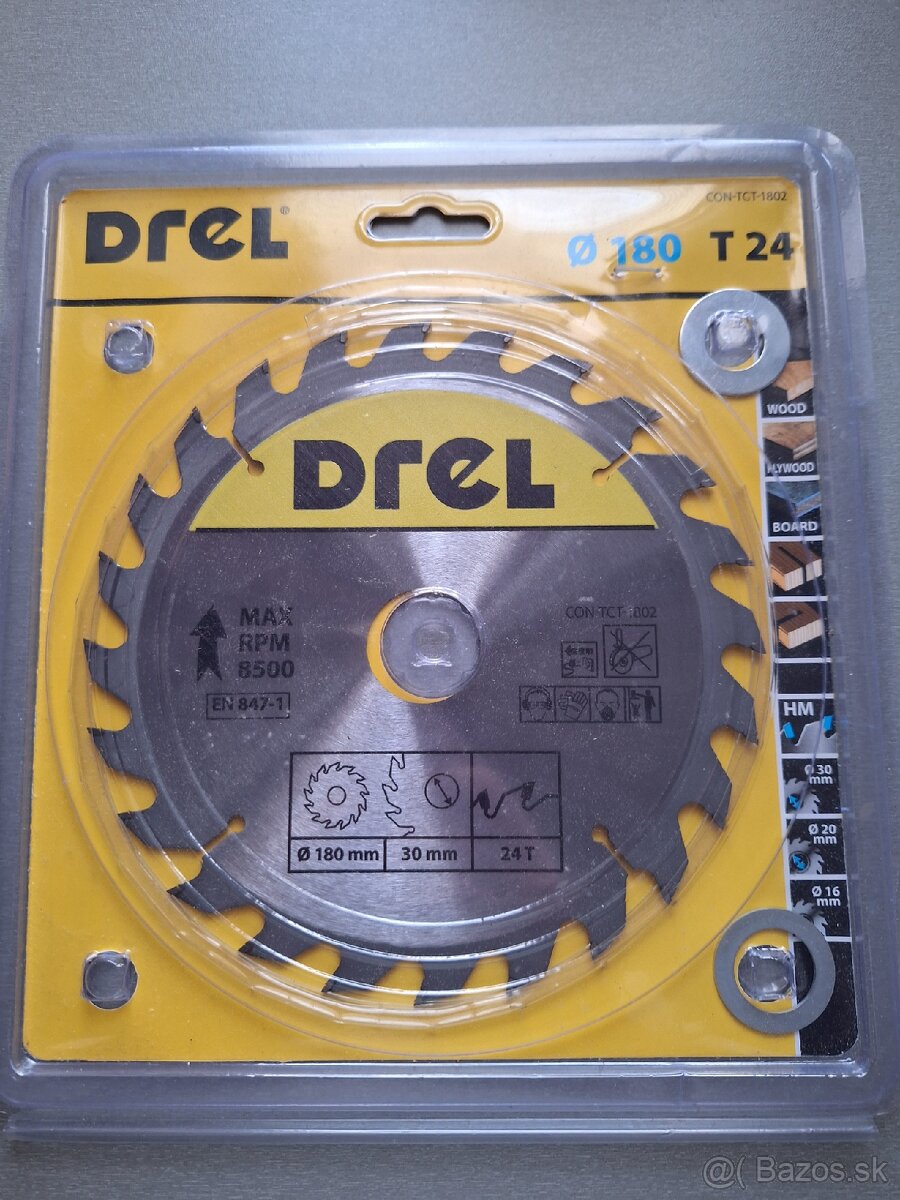 CON-TCT-1802
Drel®
Ø 180 T 24
WOOD
PLYWOOD
BOARD
Drel
MAX
RPM
8500
EN 847-1
CON-TCT-1802
HM
Ø 30
mm
Ø 20
mm
Ø 16
mm
Ø 180 mm
30 mm
24 T
@( Bazos.sk